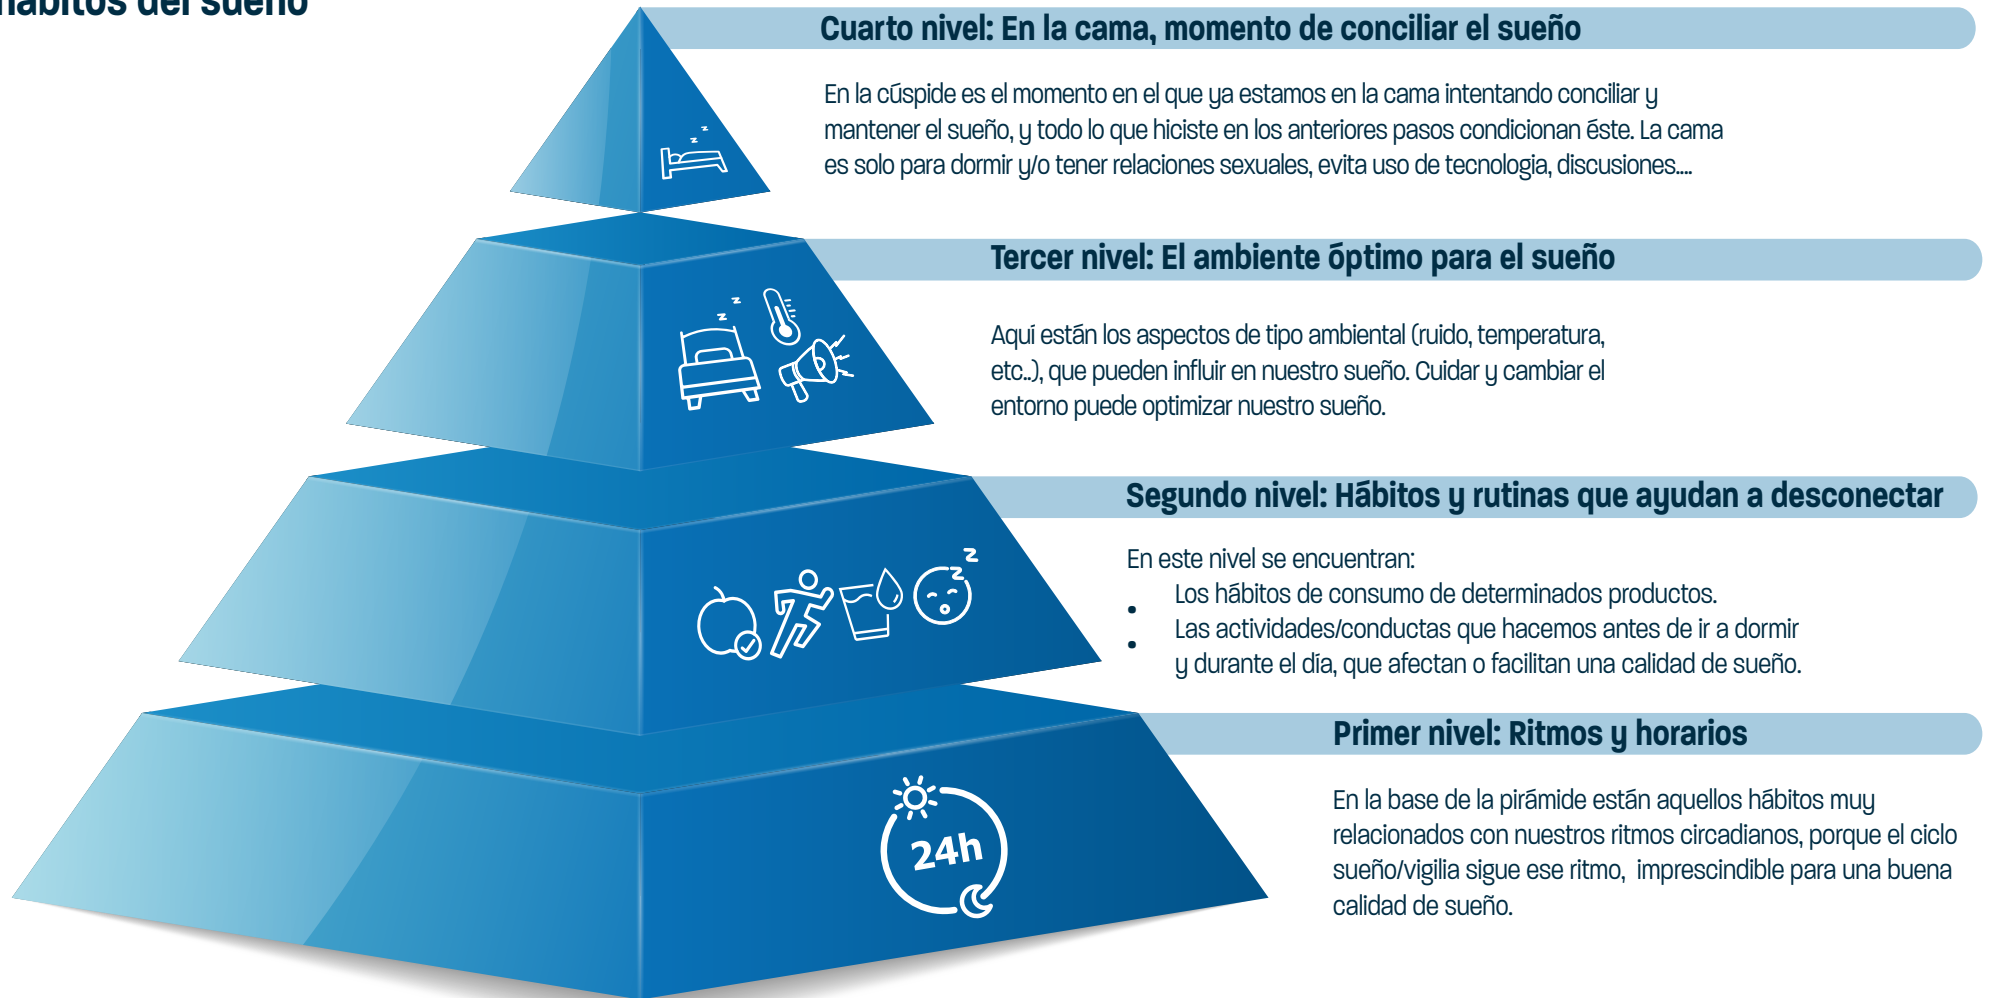 hábitos del sueño
Cuarto nivel: En la cama, momento de conciliar el sueño
En la cúspide es el momento en el que ya estamos en la cama intentando conciliar y
mantener el sueño, y todo lo que hiciste en los anteriores pasos condicionan éste. La cama
es solo para dormir y/o tener relaciones sexuales, evita uso de tecnologia, discusiones....
z
z
z
Tercer nivel: El ambiente óptimo para el sueño
Aquí están los aspectos de tipo ambiental (ruido, temperatura,
etc..), que pueden influir en nuestro sueño. Cuidar y cambiar el
entorno puede optimizar nuestro sueño.
z
z
Segundo nivel: Hábitos y rutinas que ayudan a desconectar
En este nivel se encuentran:
• Los hábitos de consumo de determinados productos.
• Las actividades/conductas que hacemos antes de ir a dormir
y durante el día, que afectan o facilitan una calidad de sueño.
z
z
z
Primer nivel: Ritmos y horarios
En la base de la pirámide están aquellos hábitos muy
relacionados con nuestros ritmos circadianos, porque el ciclo
sueño/vigilia sigue ese ritmo, imprescindible para una buena
calidad de sueño.
24h